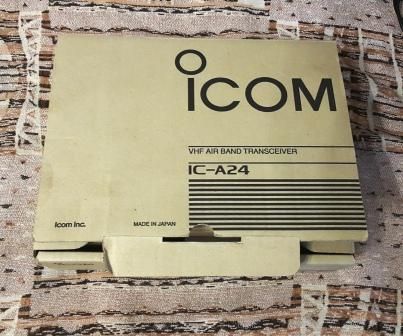 ICOM
VHF AIR BAND TRANSCEIVER
IC-A24
Icom Inc.
MADE IN JAPAN